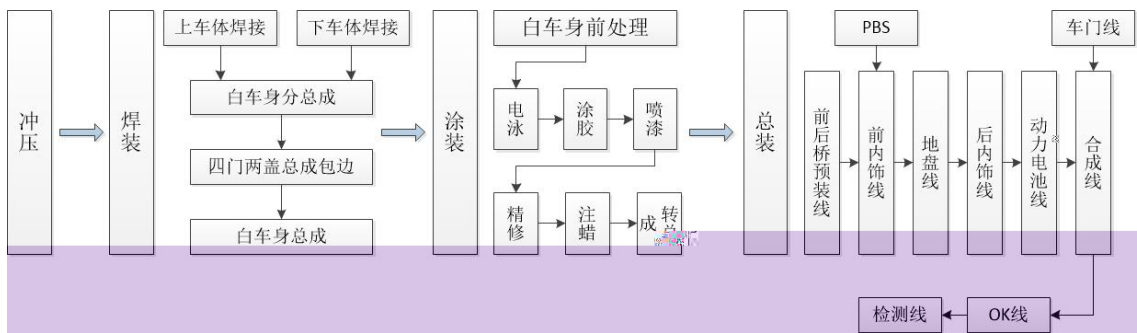 冲压
焊装
上车体焊接
下车体焊接
白车身分总成
四门两盖总成包边
白车身总成
涂装
白车身前处理
电泳
涂胶
喷漆
精修
注蜡
转总成
总装
PBS
车门线
前后桥预装线
前内饰线
地盘线
后内饰线
动力电池线
合成线
检测线
OK线